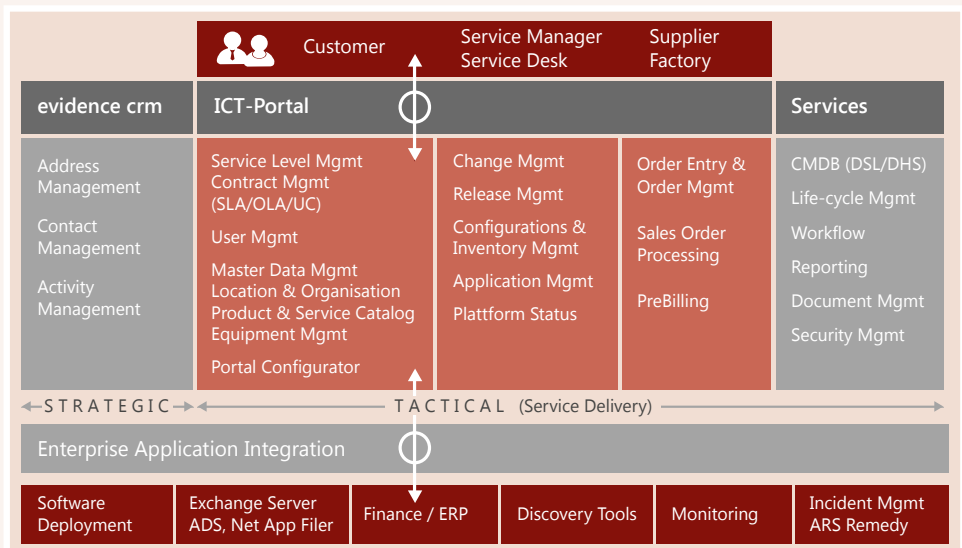 Customer
Service Manager
Service Desk
Supplier
Factory
evidence crm
ICT-Portal
Services
Address
Management
Contact
Management
Activity
Management
Service Level Mgmt
Contract Mgmt
(SLA/OLA/UC)
User Mgmt
Master Data Mgmt
Location & Organisation
Product & Service Catalog
Equipment Mgmt
Portal Configurator
Change Mgmt
Release Mgmt
Configurations &
Inventory Mgmt
Application Mgmt
Plattform Status
Order Entry &
Order Mgmt
Sales Order
Processing
PreBilling
CMDB (DSL/DHS)
Life-cycle Mgmt
Workflow
Reporting
Document Mgmt
Security Mgmt
STRATEGIC
TACTICAL (Service Delivery)
Enterprise Application Integration
Software
Deployment
Exchange Server
ADS, Net App Filer
Finance / ERP
Discovery Tools
Monitoring
Incident Mgmt
ARS Remedy